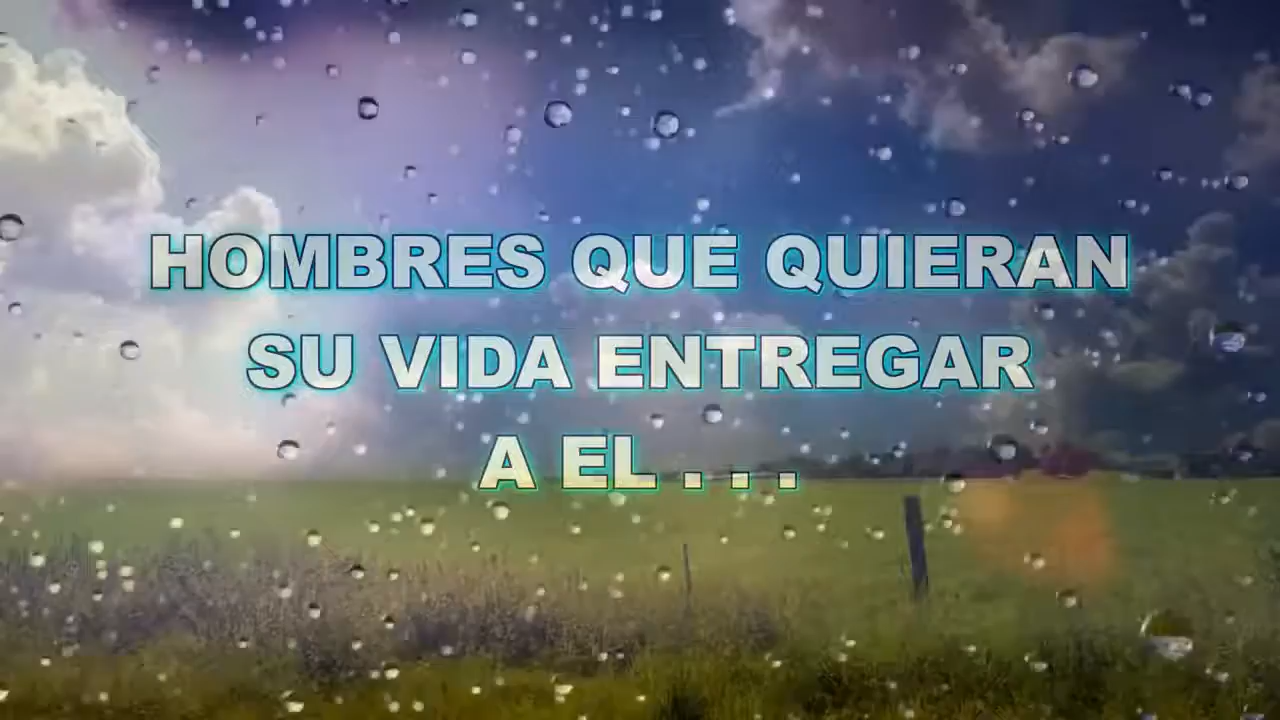 HOMBRES QUE QUIERAN
SU VIDA ENTREGAR
A EL . . .